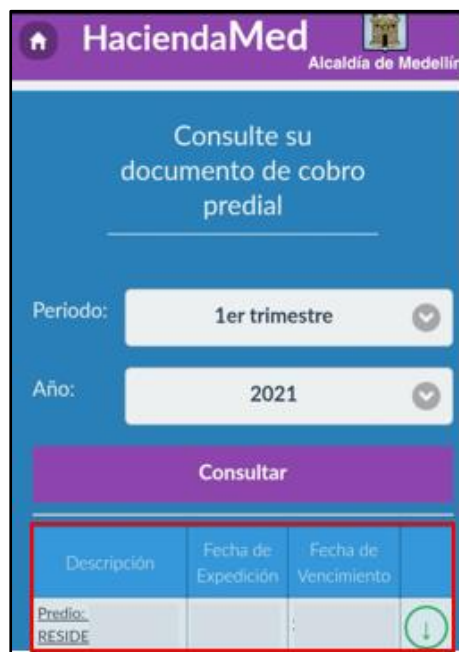 HaciendaMed
Alcaldía de Medellín
Consulte su
documento de cobro
predial
Periodo:
1er trimestre
Año:
2021
Consultar
Descripción
Fecha de
Expedición
Fecha de
Vencimiento
Predio:
RESIDE